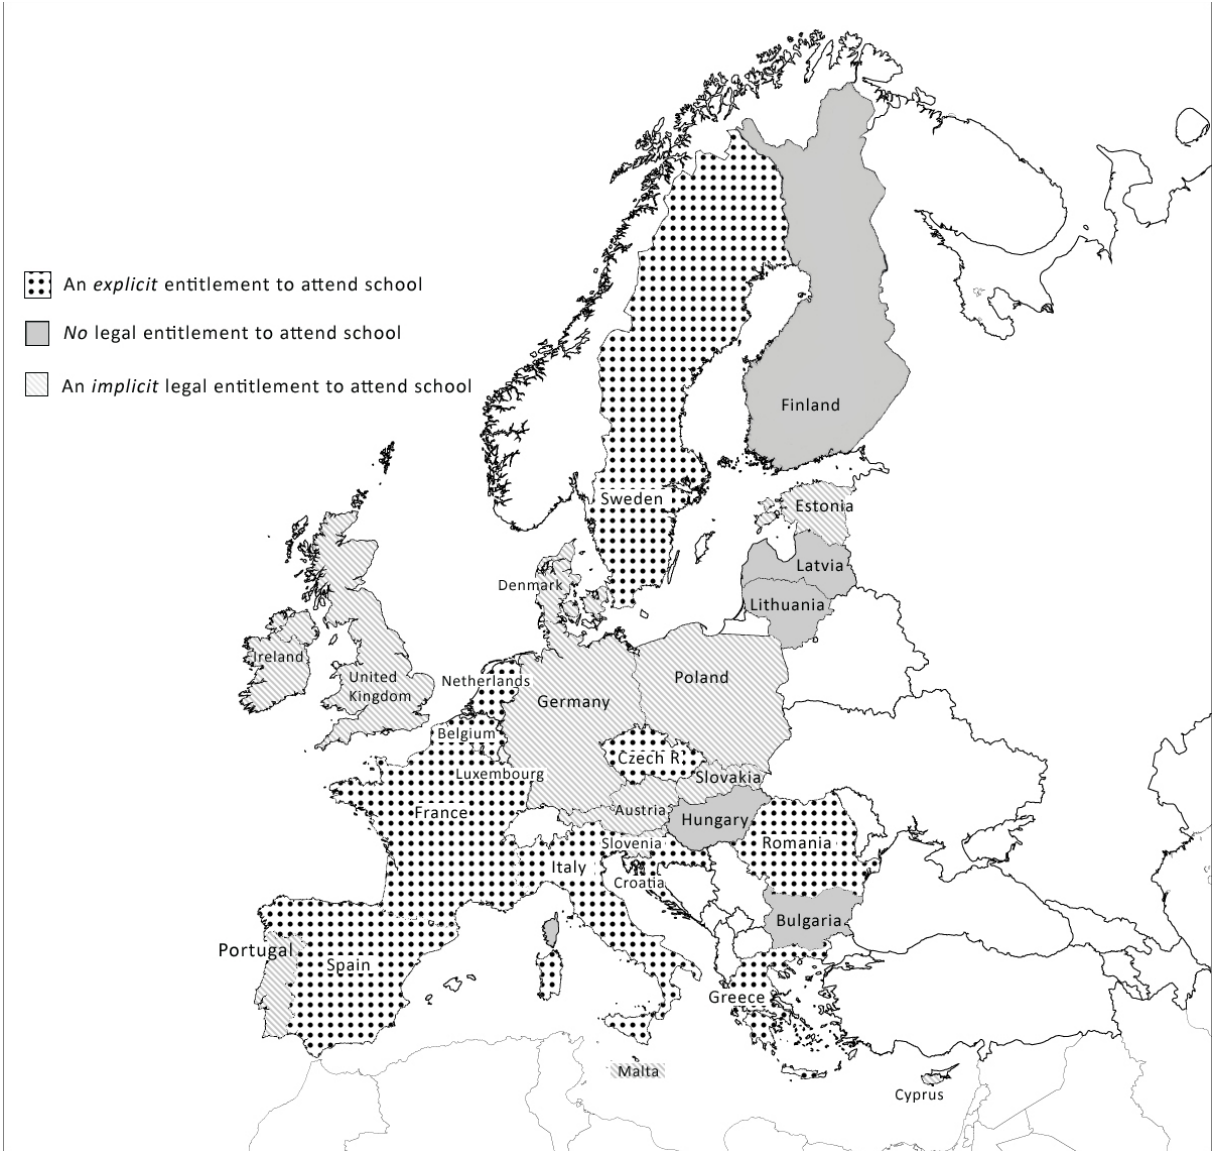 An explicit entitlement to attend school
No legal entitlement to attend school
An implicit legal entitlement to attend school
Finland
Sweden
Estonia
Latvia
Denmark
Lithuania
Ireland
United
Kingdom
Netherlands
Germany
Poland
Belgium
Czech R.
Luxembourg
Slovakia
Austria
France
Hungary
Slovenia
Romania
Italy
Croatia
Bulgaria
Portugal
Spain
Greece
Malta
Cyprus